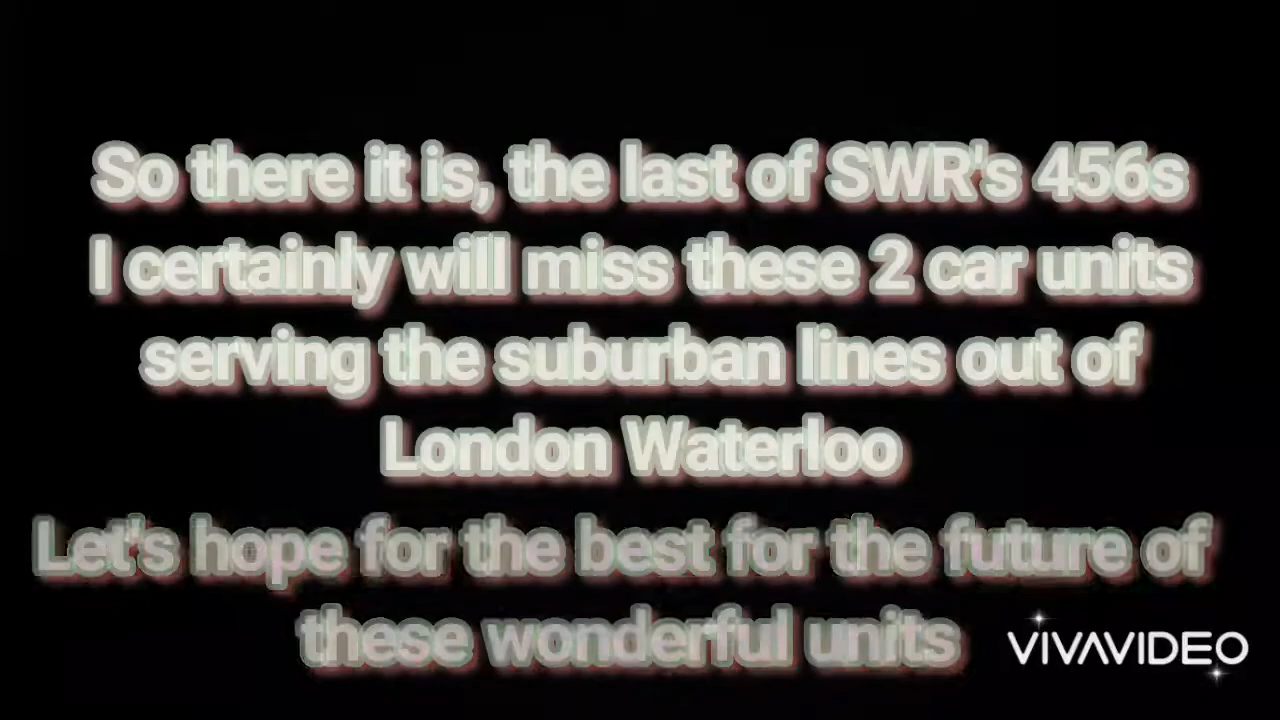 So there it is, the last of SWR's 456s
I certainly will miss these 2 car units
serving the suburban lines out of
London Waterloo
Let's hope for the best for the future of
these wonderful units
VIVAVIDEO